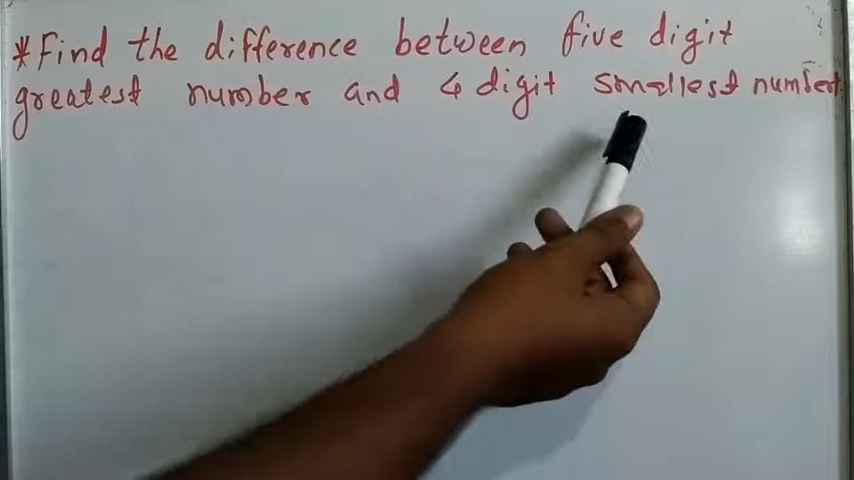 *Find the difference between five digit
greatest number and 4 digit smallest number.